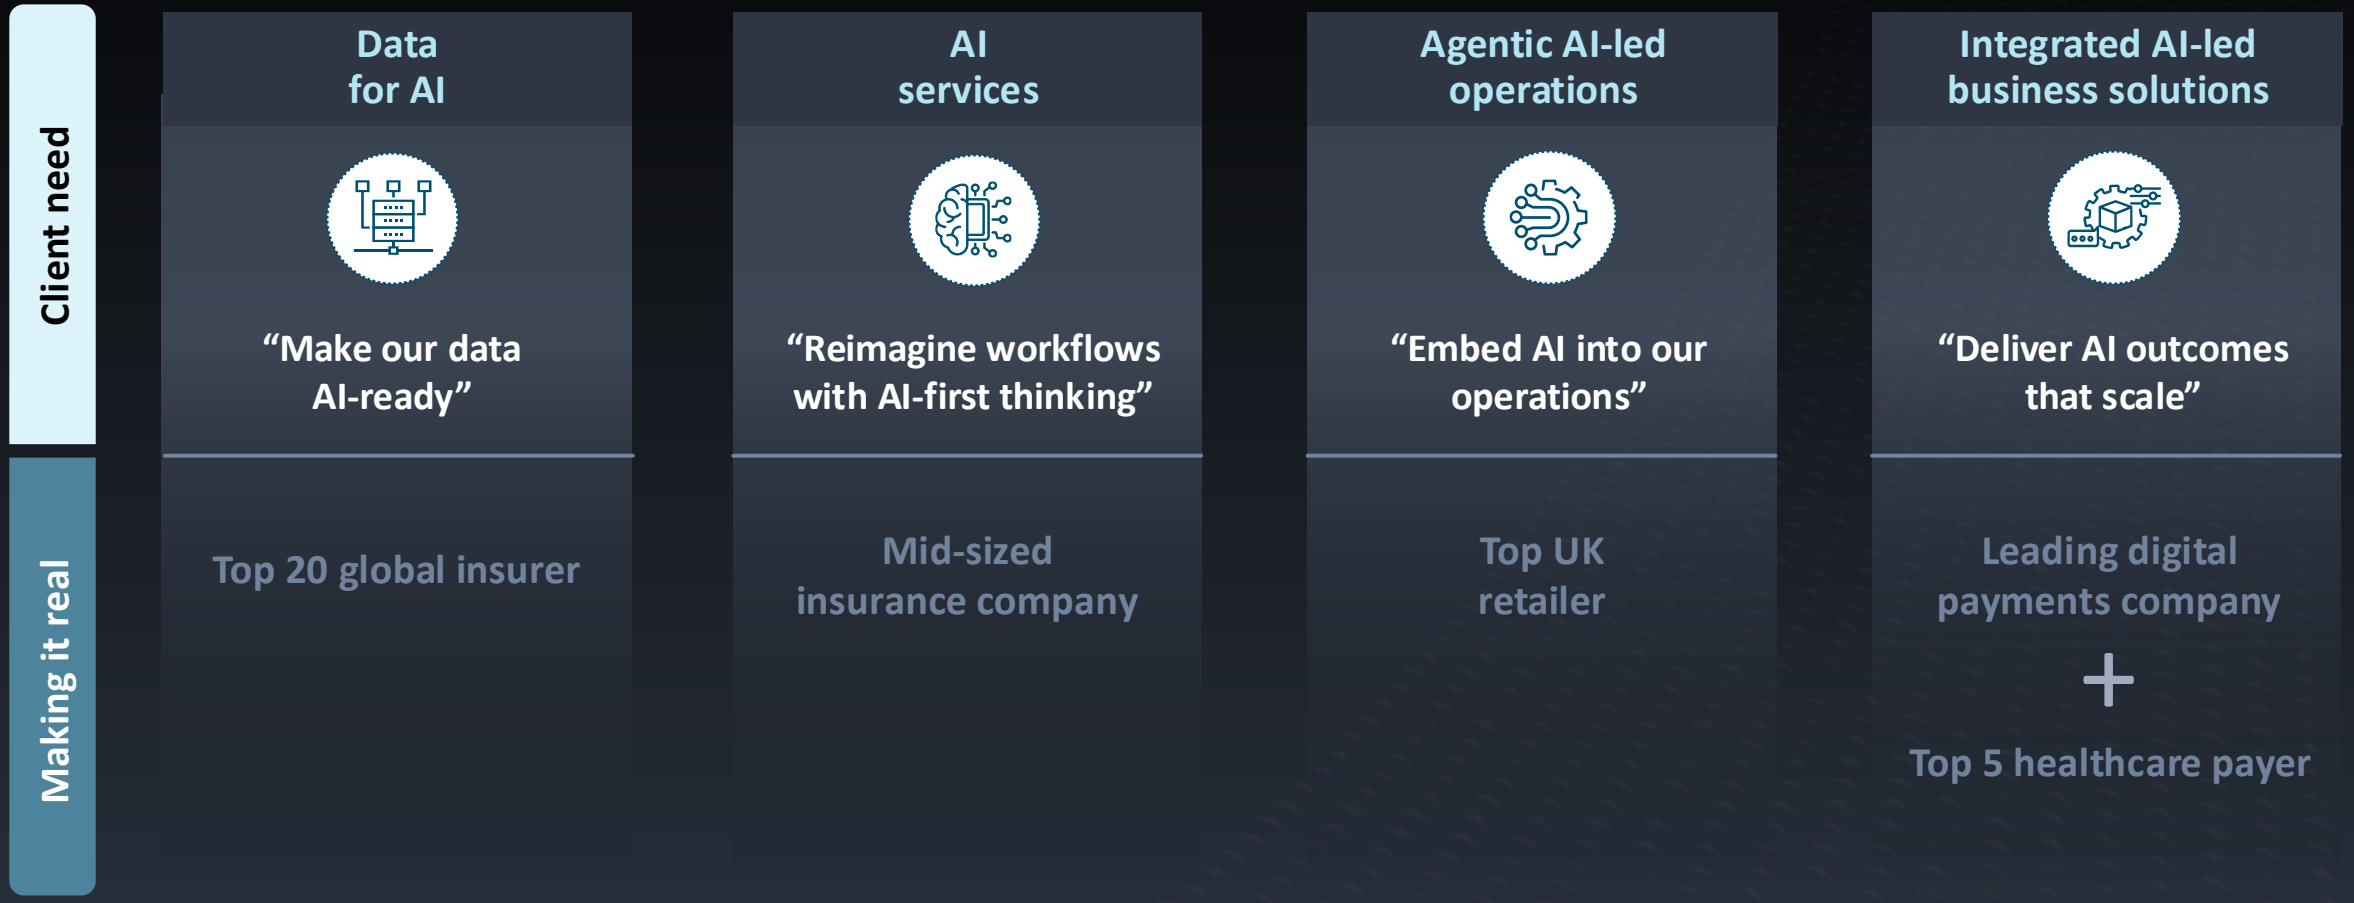 Client need
Data
for AI
“Make our data
AI-ready”
AI
services
“Reimagine workflows
with AI-first thinking”
Agentic AI-led
operations
“Embed AI into our
operations”
Integrated AI-led
business solutions
“Deliver AI outcomes
that scale”
Making it real
Top 20 global insurer
Mid-sized
insurance company
Top UK
retailer
Leading digital
payments company
+
Top 5 healthcare payer